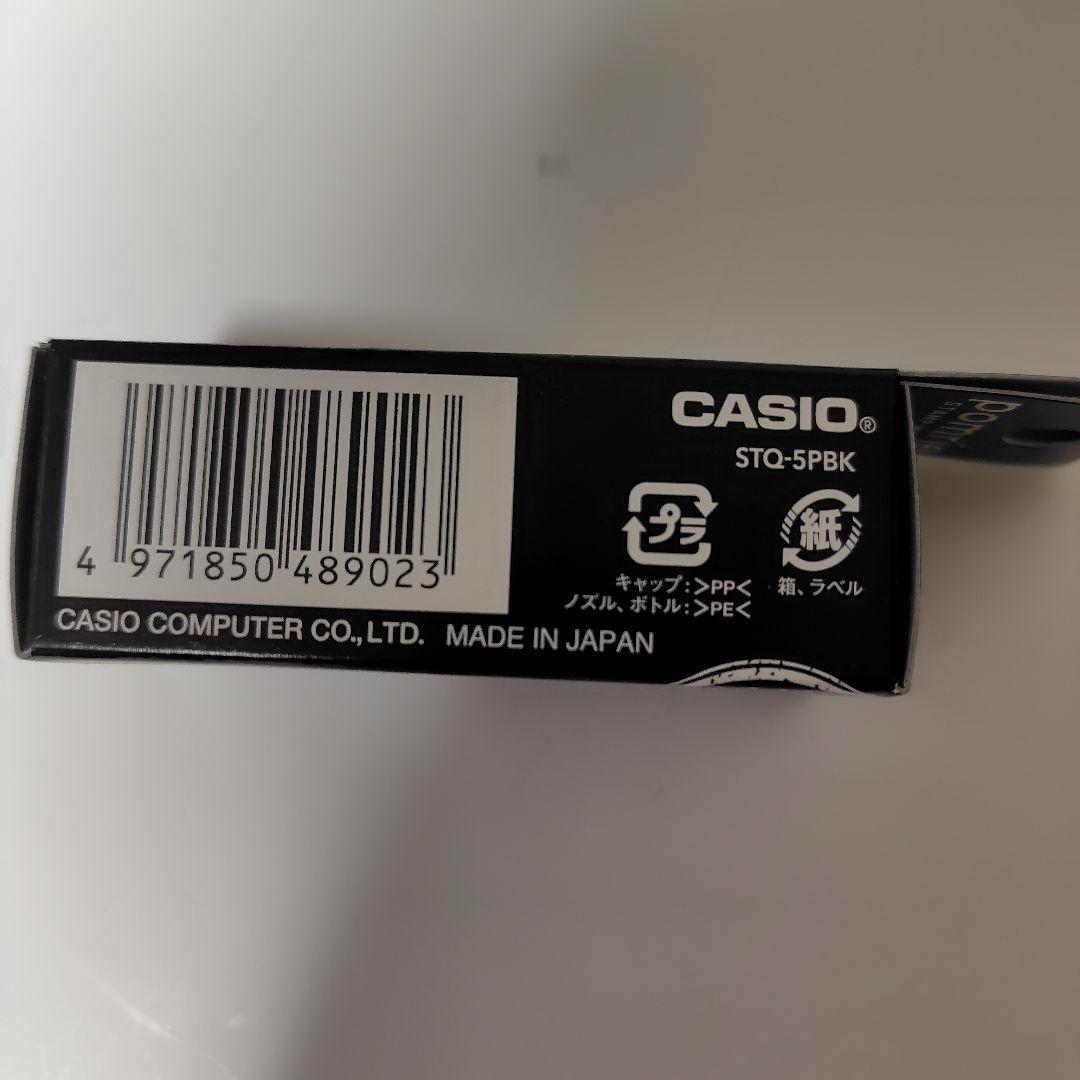 CASIO®
STQ-5PBK
プラ
紙
キャップ:>PP<
ノズル、ボトル:>PE<
箱、ラベル
4 971850 489023
CASIO COMPUTER CO.,LTD. MADE IN JAPAN